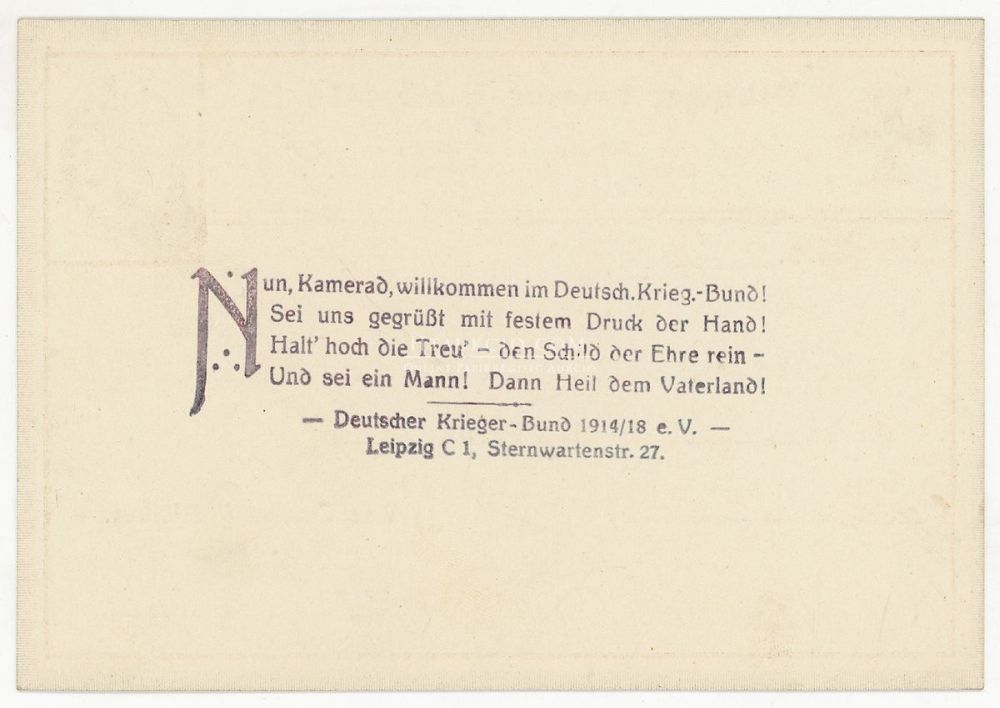 Nun, Kamerad, willkommen im Deutsch. Krieg.-Bund!
Sei uns gegrüßt mit festem Druck der Hand!
Halt' hoch die Treu' – den Schild der Ehre rein –
Und sei ein Mann! Dann Heil dem Vaterland!
— Deutscher Krieger-Bund 1914/18 e. V. —
Leipzig C 1, Sternwartenstr. 27.